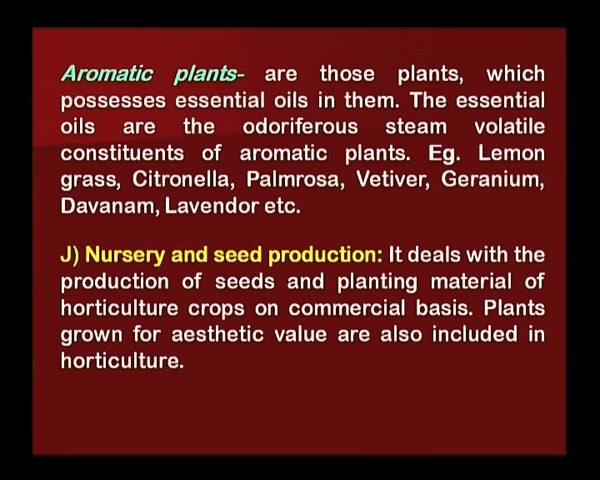 Aromatic plants- are those plants, which
possesses essential oils in them. The essential
oils are the odoriferous steam volatile
constituents of aromatic plants. Eg. Lemon
grass, Citronella, Palmrosa, Vetiver, Geranium,
Davanam, Lavendor etc.
J) Nursery and seed production: It deals with the
production of seeds and planting material of
horticulture crops on commercial basis. Plants
grown for aesthetic value are also included in
horticulture.